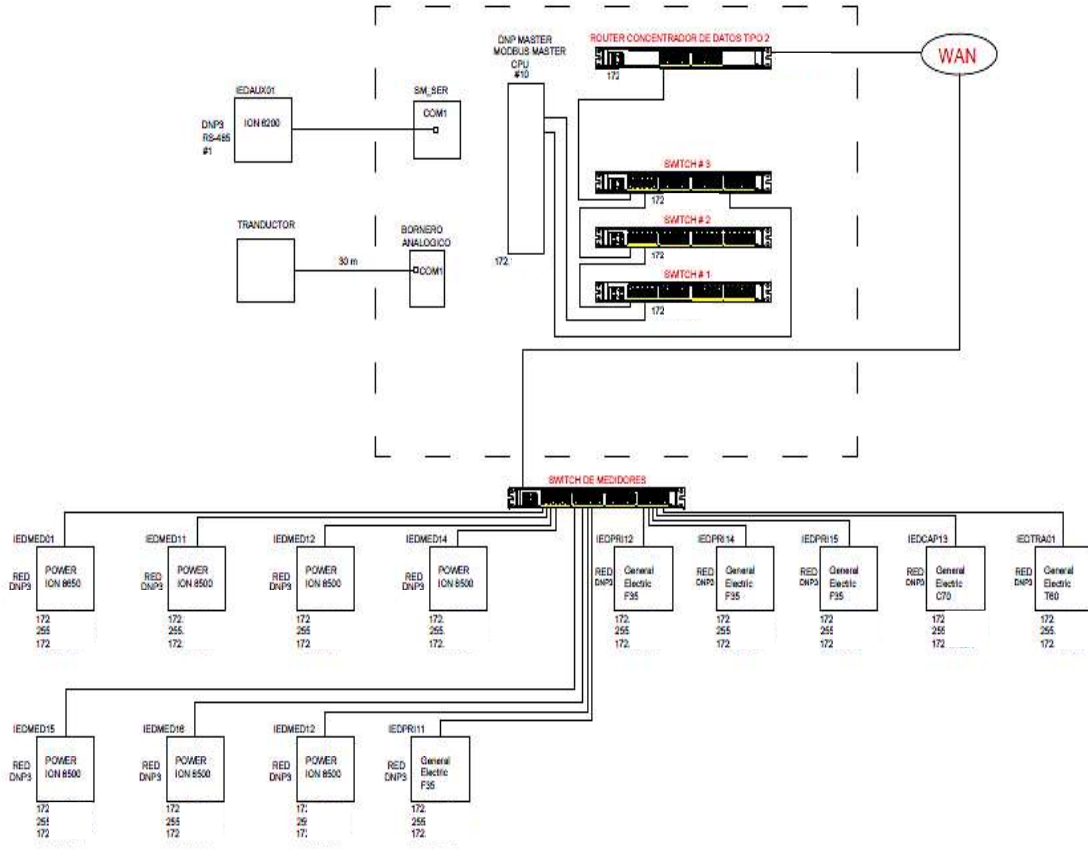 DNP MASTER
MODBUS MASTER
CPU
#10
ROUTER CONCENTRADOR DE DATOS TIPO 2
172
WAN
IEDAUX01
DNP3
RS-485
#1
ION 6200
SM_SER
COM1
SWITCH # 3
172
TRANDUCTOR
30 m
BORNERO
ANALOGICO
COM1
172
SWITCH # 2
172
SWITCH # 1
172
SWITCH DE MEDIDORES
IEDMED01
RED
DNP3
POWER
ION 8650
172
255
172
IEDMED11
RED
DNP3
POWER
ION 8500
172
255
172
IEDMED12
RED
DNP3
POWER
ION 8500
172
255
172
IEDMED14
RED
DNP3
POWER
ION 8500
172
255
172
IEDPRI12
RED
DNP3
General
Electric
F35
172
255
172
IEDPRI14
RED
DNP3
General
Electric
F35
172
255
172
IEDPRI15
RED
DNP3
General
Electric
F35
172
255
172
IEDCAP13
RED
DNP3
General
Electric
C70
172
255
172
IEDTRA01
RED
DNP3
General
Electric
T60
172
255
172
IEDMED15
RED
DNP3
POWER
ION 8500
172
255
172
IEDMED16
RED
DNP3
POWER
ION 8500
172
255
172
IEDMED12
RED
DNP3
POWER
ION 8500
IEDPRI11
RED
DNP3
General
Electric
F35
172
255
172